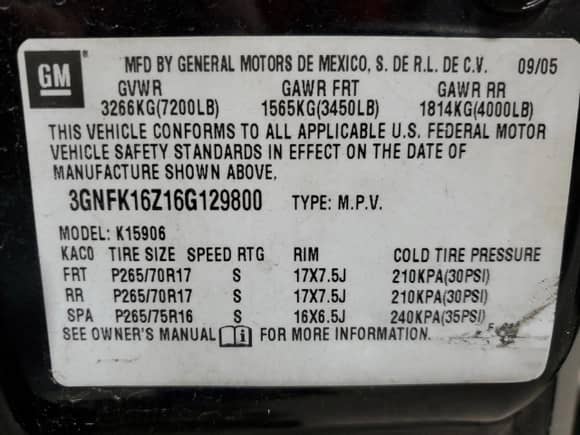 GM MFD BY GENERAL MOTORS DE MEXICO, S. DE R.L. DE C.V. 09/05
GVWR GAWR FRT GAWR RR
3266KG(7200LB) 1565KG(3450LB) 1814KG(4000LB)
THIS VEHICLE CONFORMS TO ALL APPLICABLE U.S. FEDERAL MOTOR
VEHICLE SAFETY STANDARDS IN EFFECT ON THE DATE OF
MANUFACTURE SHOWN ABOVE.
3GNFK16Z16G129800 TYPE: M.P.V.
MODEL: K15906
KACO TIRE SIZE SPEED RTG RIM COLD TIRE PRESSURE
FRT P265/70R17 S 17X7.5J 210KPA(30PSI)
RR P265/70R17 S 17X7.5J 210KPA(30PSI)
SPA P265/75R16 S 16X6.5J 240KPA(35PSI)
SEE OWNER'S MANUAL FOR MORE INFORMATION.